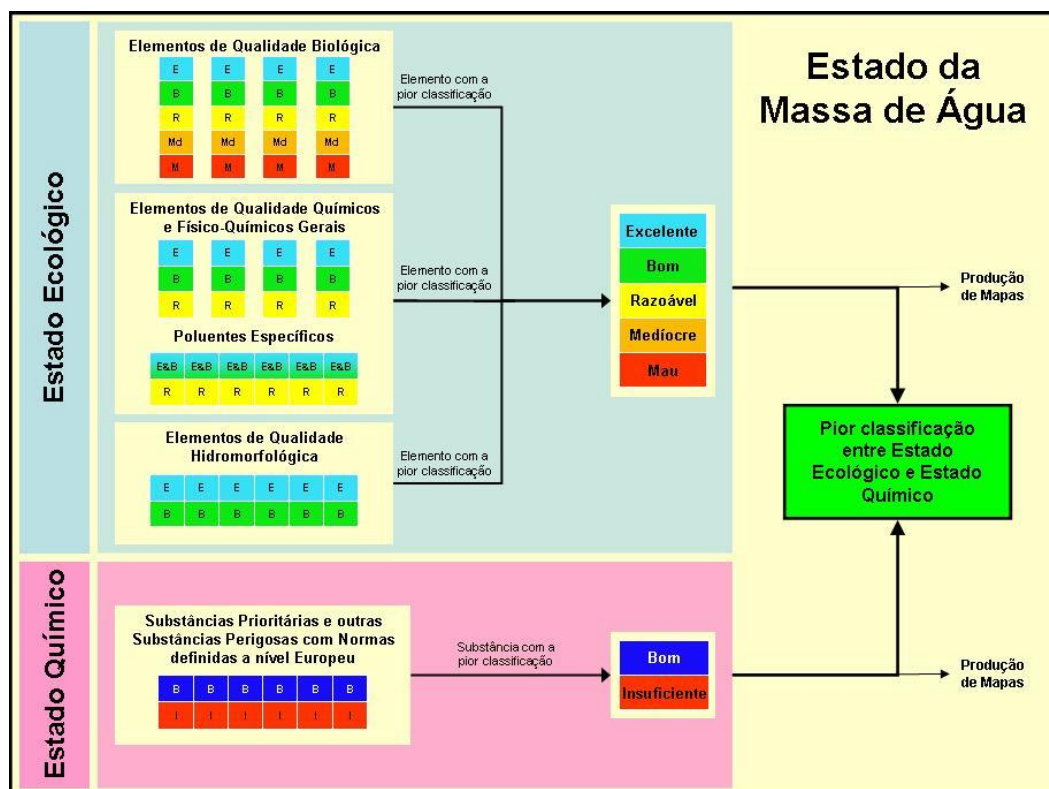 Estado da
Massa de Água
Estado Ecológico
Elementos de Qualidade Biológica
E E E E
B B B B
R R R R
Md Md Md Md
M M M M
Elemento com a
pior classificação
Elementos de Qualidade Químicos
e Físico-Químicos Gerais
E E E E
B B B B
R R R R
Poluentes Específicos
E&B E&B E&B E&B E&B E&B
R R R R R R
Elemento com a
pior classificação
Elementos de Qualidade
Hidromorfológica
E E E E E E
B B B B B B
Elemento com a
pior classificação
Excelente
Bom
Razoável
Medíocre
Mau
Produção
de Mapas
Pior classificação
entre Estado
Ecológico e Estado
Químico
Estado Químico
Substâncias Prioritárias e outras
Substâncias Perigosas com Normas
definidas a nível Europeu
B B B B B B
I I I I I I
Substância com a
pior classificação
Bom
Insuficiente
Produção
de Mapas